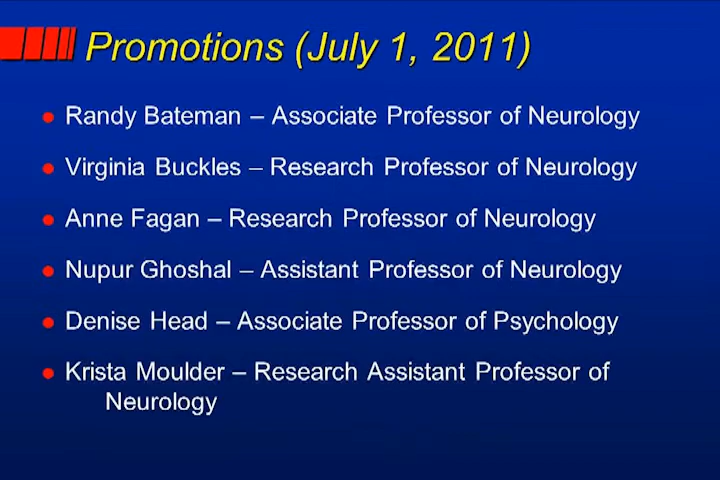 Promotions (July 1, 2011)
Randy Bateman – Associate Professor of Neurology
Virginia Buckles – Research Professor of Neurology
Anne Fagan – Research Professor of Neurology
Nupur Ghoshal – Assistant Professor of Neurology
Denise Head – Associate Professor of Psychology
Krista Moulder – Research Assistant Professor of
Neurology